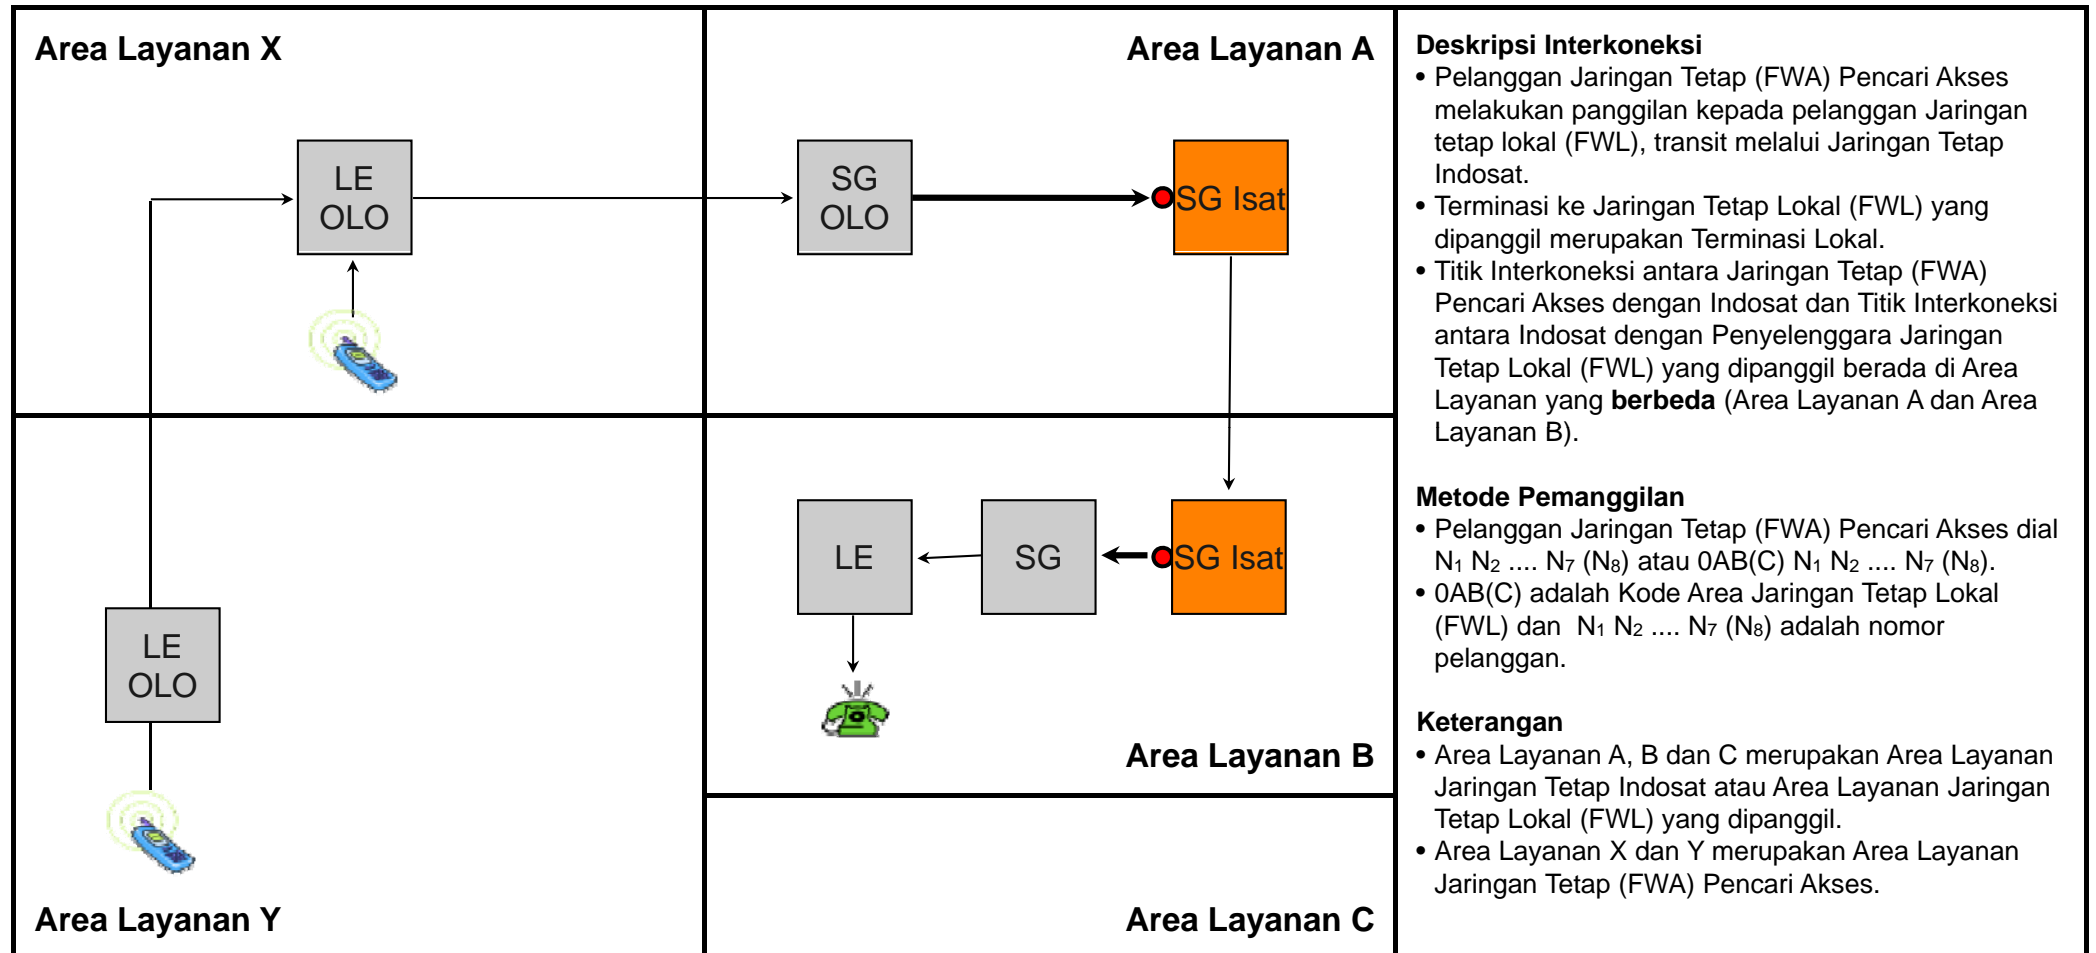 Area Layanan X
Area Layanan A
LE
OLO
SG
OLO
SG Isat
LE
SG
SG Isat
LE
OLO
Area Layanan B
Area Layanan Y
Area Layanan C
Deskripsi Interkoneksi
• Pelanggan Jaringan Tetap (FWA) Pencari Akses
melakukan panggilan kepada pelanggan Jaringan
tetap lokal (FWL), transit melalui Jaringan Tetap
Indosat.
• Terminasi ke Jaringan Tetap Lokal (FWL) yang
dipanggil merupakan Terminasi Lokal.
• Titik Interkoneksi antara Jaringan Tetap (FWA)
Pencari Akses dengan Indosat dan Titik Interkoneksi
antara Indosat dengan Penyelenggara Jaringan
Tetap Lokal (FWL) yang dipanggil berada di Area
Layanan yang berbeda (Area Layanan A dan Area
Layanan B).
Metode Pemanggilan
• Pelanggan Jaringan Tetap (FWA) Pencari Akses dial
N₁ N₂ .... N₇ (N₈) atau 0AB(C) N₁ N₂ .... N₇ (N₈).
• 0AB(C) adalah Kode Area Jaringan Tetap Lokal
(FWL) dan N₁ N₂ .... N₇ (N₈) adalah nomor
pelanggan.
Keterangan
• Area Layanan A, B dan C merupakan Area Layanan
Jaringan Tetap Indosat atau Area Layanan Jaringan
Tetap Lokal (FWL) yang dipanggil.
• Area Layanan X dan Y merupakan Area Layanan
Jaringan Tetap (FWA) Pencari Akses.